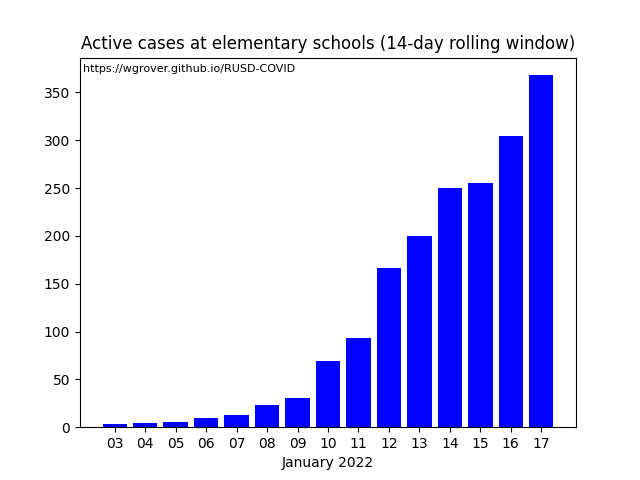 Active cases at elementary schools (14-day rolling window)
https://wgrover.github.io/RUSD-COVID
350
300
250
200
150
100
50
0
03 04 05 06 07 08 09 10 11 12 13 14 15 16 17
January 2022